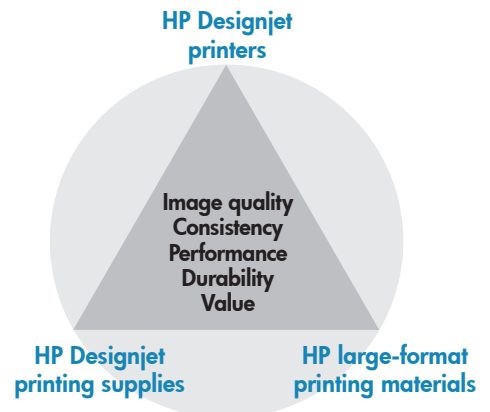 HP Designjet
printers
Image quality
Consistency
Performance
Durability
Value
HP Designjet
printing supplies
HP large-format
printing materials